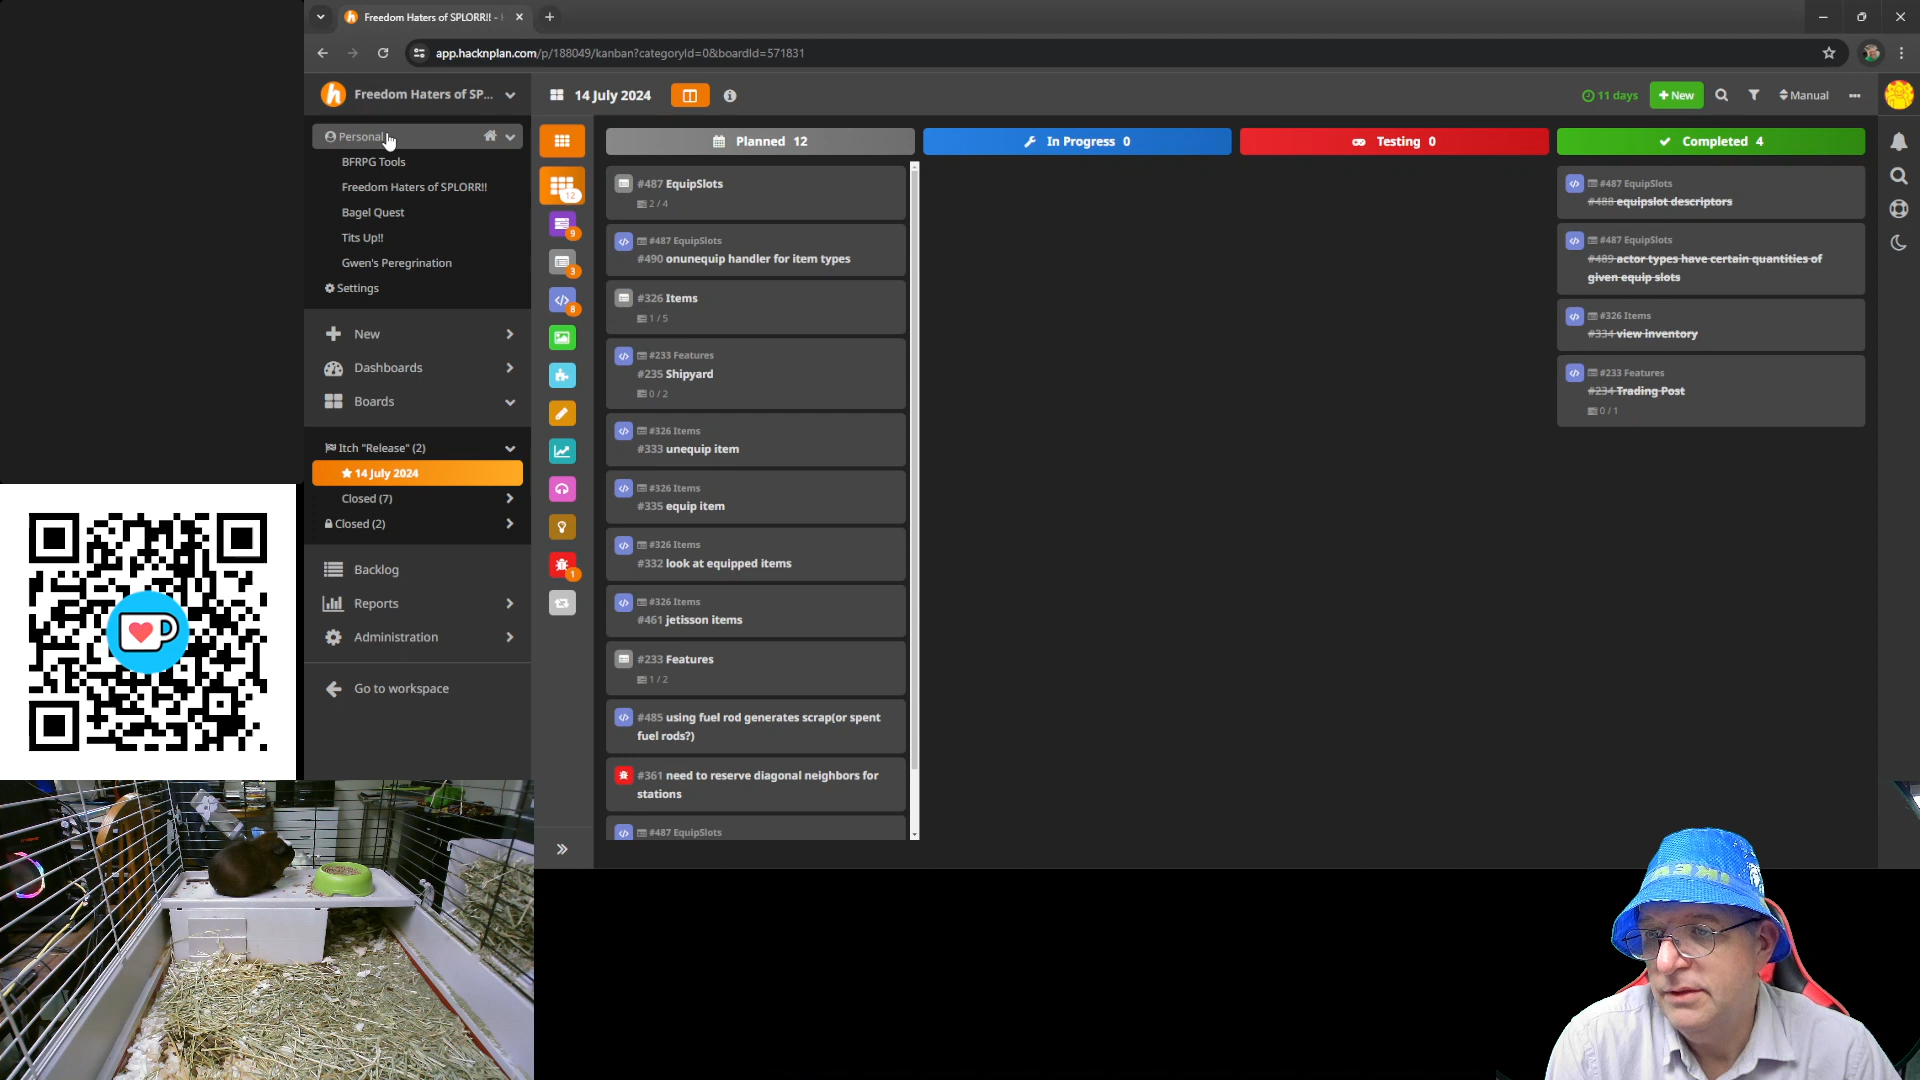 Freedom Haters of SPLORR!! -
app.hacknplan.com/p/188049/kanban?categoryId=0&boardId=571831
Freedom Haters of SP...
14 July 2024
11 days
New
Manual
Personal
BFRPG Tools
Freedom Haters of SPLORR!!
Bagel Quest
Tits Up!!
Gwen's Peregrination
Settings
New
Dashboards
Boards
Itch "Release" (2)
14 July 2024
Closed (7)
Closed (2)
Backlog
Reports
Administration
Go to workspace
12
9
3
8
1
Planned 12
#487 EquipSlots
2 / 4
#487 EquipSlots
#490 onunequip handler for item types
#326 Items
1 / 5
#233 Features
#235 Shipyard
0 / 2
#326 Items
#333 unequip item
#326 Items
#335 equip item
#326 Items
#332 look at equipped items
#326 Items
#461 jetisson items
#233 Features
1 / 2
#485 using fuel rod generates scrap(or spent
fuel rods?)
#361 need to reserve diagonal neighbors for
stations
#487 EquipSlots
In Progress 0
Testing 0
Completed 4
#487 EquipSlots
#488 equipslot descriptors
#487 EquipSlots
#489 actor types have certain quantities of
given equip slots
#326 Items
#334 view inventory
#233 Features
#234 Trading Post
0 / 1